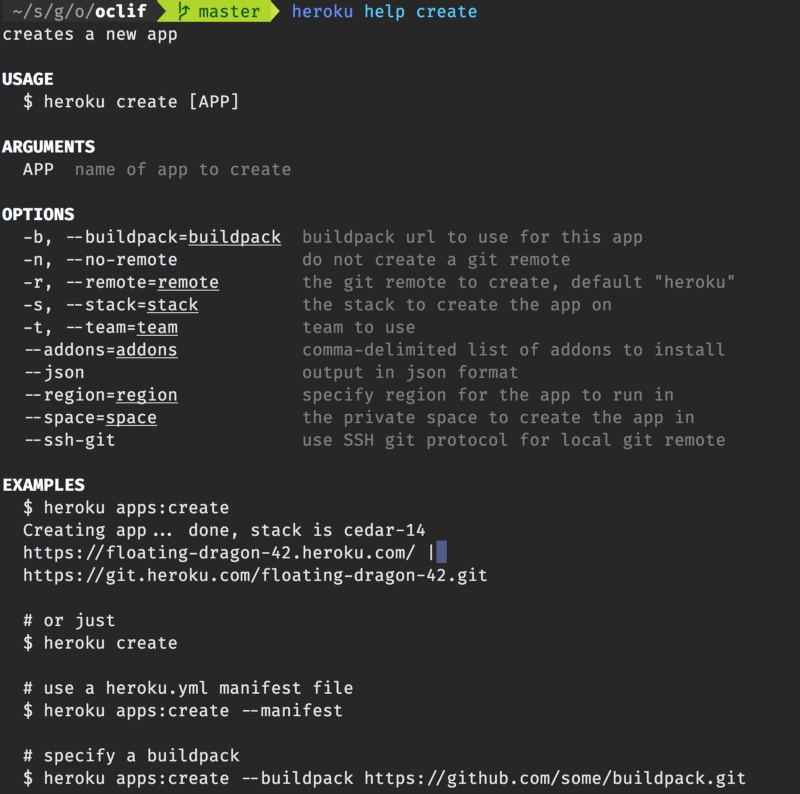 ~/s/g/o/oclif master heroku help create
creates a new app
USAGE
$ heroku create [APP]
ARGUMENTS
APP name of app to create
OPTIONS
-b, --buildpack=buildpack buildpack url to use for this app
-n, --no-remote do not create a git remote
-r, --remote=remote the git remote to create, default "heroku"
-s, --stack=stack the stack to create the app on
-t, --team=team team to use
--addons=addons comma-delimited list of addons to install
--json output in json format
--region=region specify region for the app to run in
--space=space the private space to create the app in
--ssh-git use SSH git protocol for local git remote
EXAMPLES
$ heroku apps:create
Creating app... done, stack is cedar-14
https://floating-dragon-42.heroku.com/ |
https://git.heroku.com/floating-dragon-42.git
# or just
$ heroku create
# use a heroku.yml manifest file
$ heroku apps:create --manifest
# specify a buildpack
$ heroku apps:create --buildpack https://github.com/some/buildpack.git